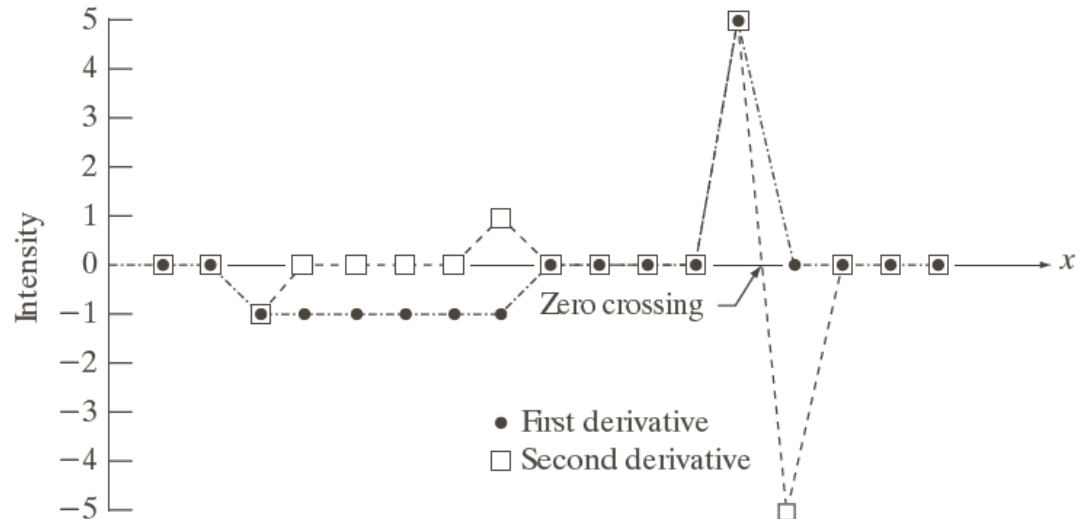 5
4
3
2
1
0
−1
−2
−3
−4
−5
Intensity
x
Zero crossing
First derivative
Second derivative